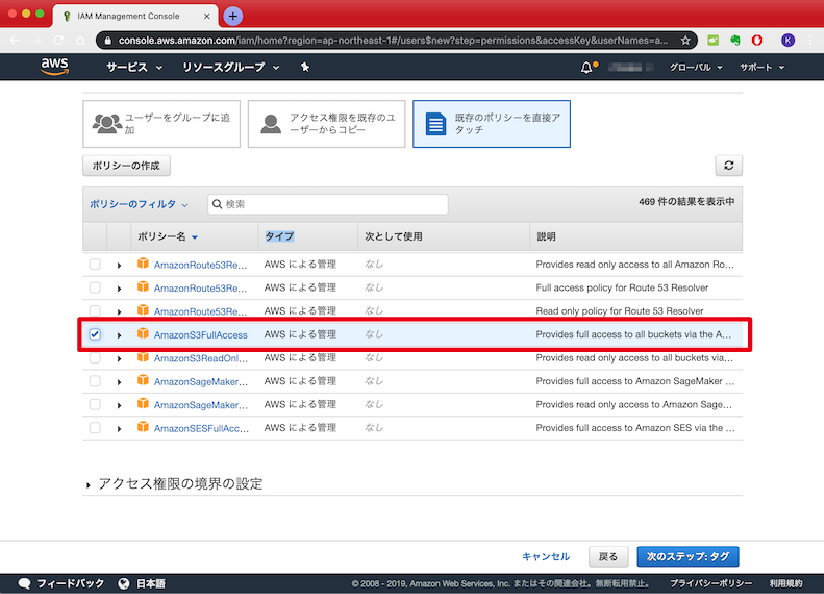 IAM Management Console
console.aws.amazon.com/iam/home?region=ap-northeast-1#/users$new?step=permissions&accessKey&userNames=a...
K
aws サービス リソースグループ グローバル サポート
ユーザーをグループに追
加
アクセス権限を既存のユ
ーザーからコピー
既存のポリシーを直接ア
タッチ
ポリシーの作成
ポリシーのフィルタ 検索 469 件の結果を表示中
ポリシー名 タイプ 次として使用 説明
AmazonRoute53Re... AWS による管理 なし Provides read only access to all Amazon Ro...
AmazonRoute53Re... AWS による管理 なし Full access policy for Route 53 Resolver
AmazonRoute53Re... AWS による管理 なし Read only policy for Route 53 Resolver
AmazonS3FullAccess AWS による管理 なし Provides full access to all buckets via the A...
AmazonS3ReadOnl... AWS による管理 なし Provides read only access to all buckets via...
AmazonSageMaker... AWS による管理 なし Provides full access to Amazon SageMaker ...
AmazonSageMaker... AWS による管理 なし Provides read only access to Amazon Sage...
AmazonSESFullAcc... AWS による管理 なし Provides full access to Amazon SES via the ...
アクセス権限の境界の設定
キャンセル 戻る 次のステップ: タグ
フィードバック 日本語 © 2008 - 2019, Amazon Web Services, Inc. またはその関連会社。無断転用禁止。 プライバシーポリシー 利用規約